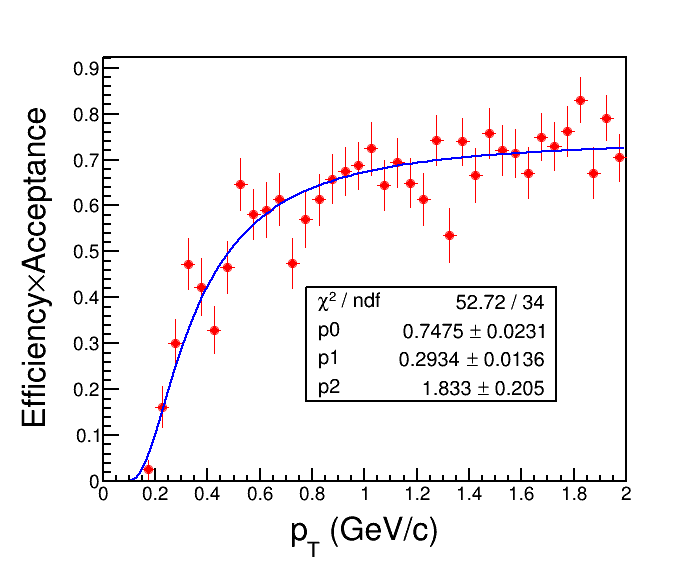 Efficiency×Acceptance
0.9
0.8
0.7
0.6
0.5
0.4
0.3
0.2
0.1
0
χ² / ndf 52.72 / 34
p0 0.7475 ± 0.0231
p1 0.2934 ± 0.0136
p2 1.833 ± 0.205
0 0.2 0.4 0.6 0.8 1 1.2 1.4 1.6 1.8 2
p_T (GeV/c)